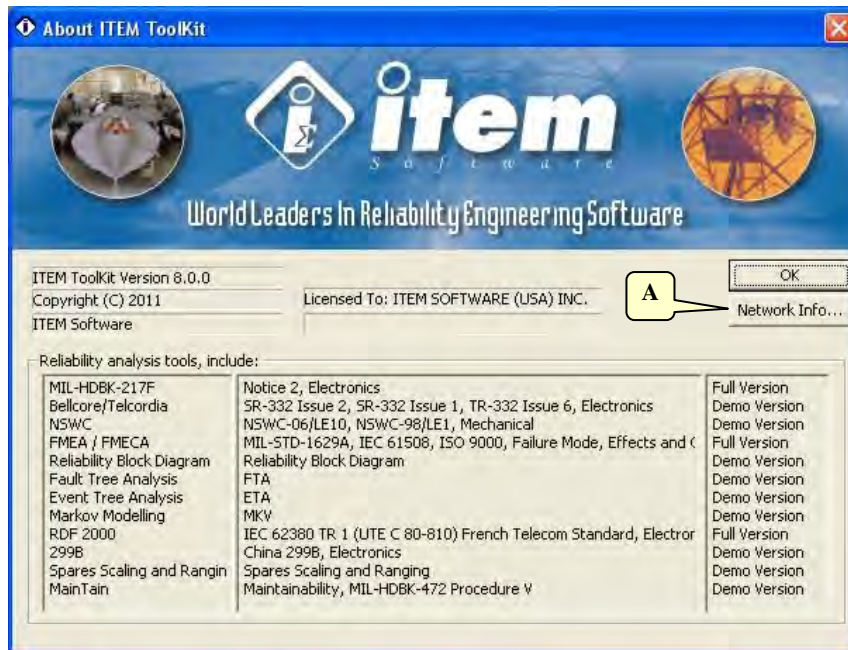 About ITEM ToolKit
item
Software
World Leaders In Reliability Engineering Software
ITEM ToolKit Version 8.0.0
Copyright (C) 2011
ITEM Software
Licensed To: ITEM SOFTWARE (USA) INC.
A
OK
Network Info...
Reliability analysis tools, include:
MIL-HDBK-217F Notice 2, Electronics Full Version
Bellcore/Telcordia SR-332 Issue 2, SR-332 Issue 1, TR-332 Issue 6, Electronics Demo Version
NSWC NSWC-06/LE10, NSWC-98/LE1, Mechanical Demo Version
FMEA / FMECA MIL-STD-1629A, IEC 61508, ISO 9000, Failure Mode, Effects and Full Version
Reliability Block Diagram Reliability Block Diagram Demo Version
Fault Tree Analysis FTA Demo Version
Event Tree Analysis ETA Demo Version
Markov Modelling MKV Demo Version
RDF 2000 IEC 62380 TR 1 (UTE C 80-810) French Telecom Standard, Electror Full Version
299B China 299B, Electronics Demo Version
Spares Scaling and Rangin Spares Scaling and Ranging Demo Version
MainTain Maintainability, MIL-HDBK-472 Procedure V Demo Version